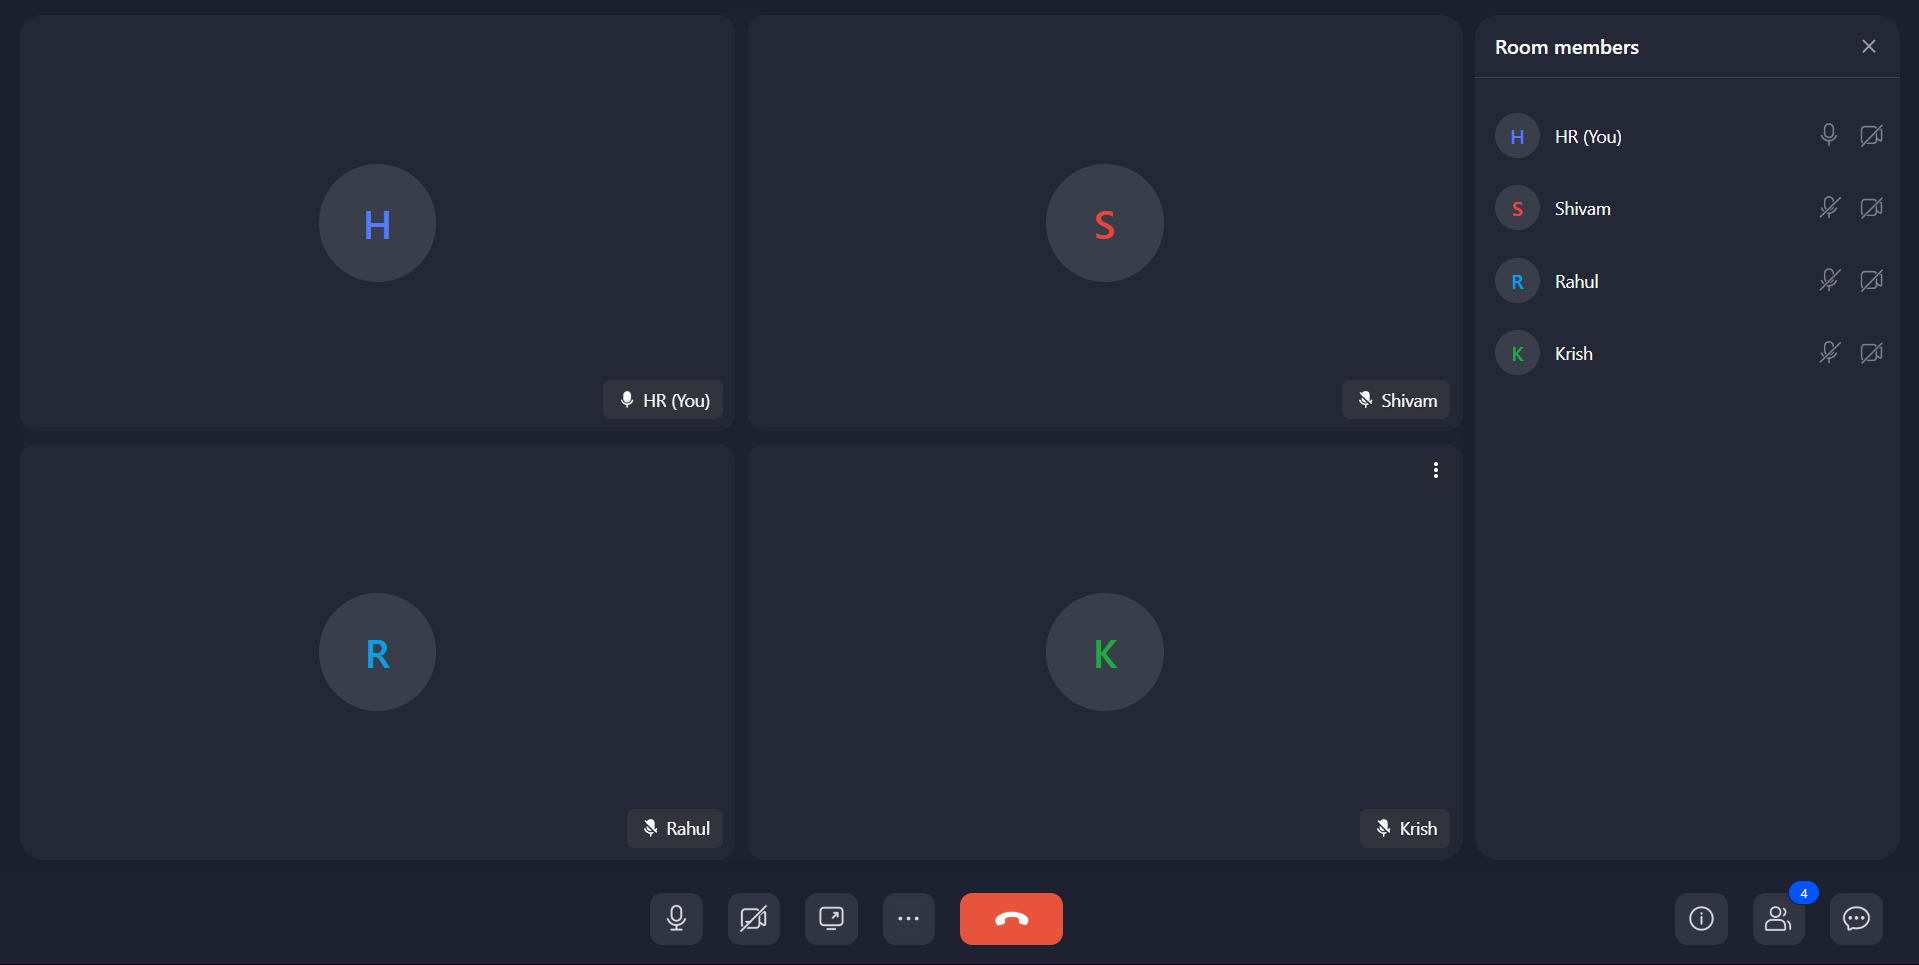 H
HR (You)
S
Shivam
R
Rahul
K
Krish
Room members
H HR (You)
S Shivam
R Rahul
K Krish
4